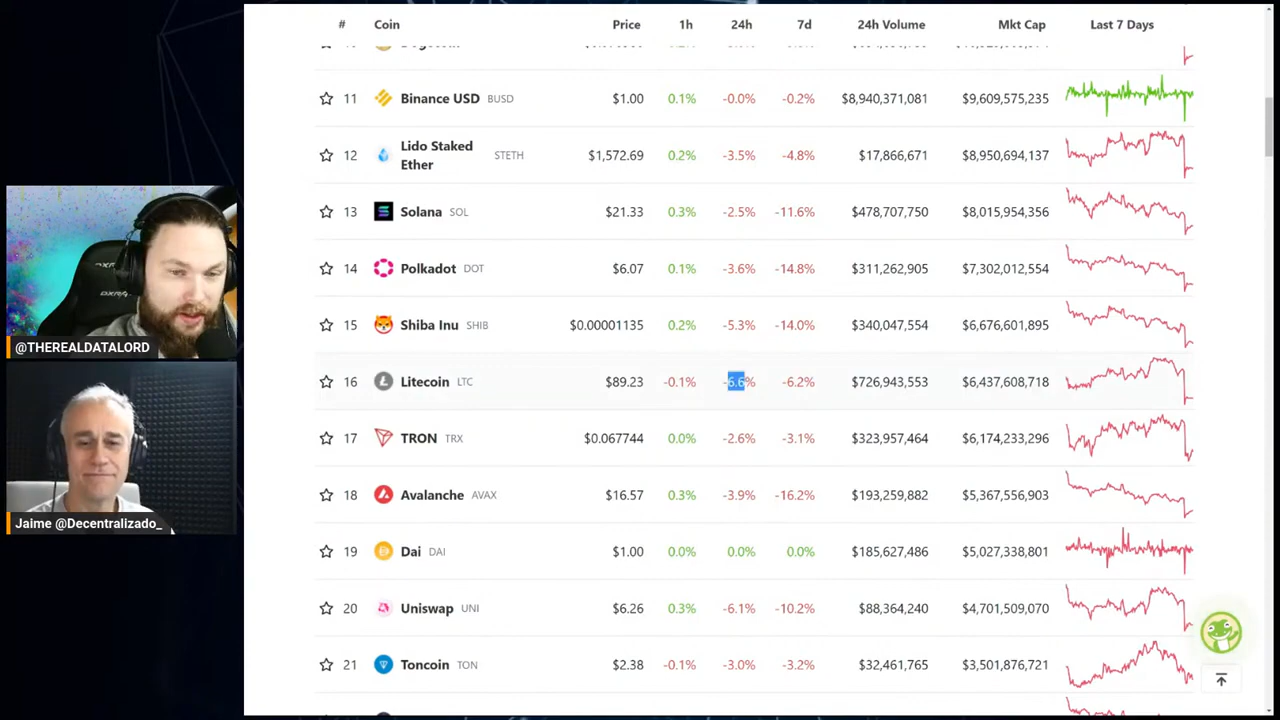 # Coin Price 1h 24h 7d 24h Volume Mkt Cap Last 7 Days
11 Binance USD BUSD $1.00 0.1% -0.0% -0.2% $8,940,371,081 $9,609,575,235
12 Lido Staked Ether STETH $1,572.69 0.2% -3.5% -4.8% $17,866,671 $8,950,694,137
13 Solana SOL $21.33 0.3% -2.5% -11.6% $478,707,750 $8,015,954,356
14 Polkadot DOT $6.07 0.1% -3.6% -14.8% $311,262,905 $7,302,012,554
15 Shiba Inu SHIB $0.00001135 0.2% -5.3% -14.0% $340,047,554 $6,676,601,895
16 Litecoin LTC $89.23 -0.1% -6.6% -6.2% $726,943,553 $6,437,608,718
17 TRON TRX $0.067744 0.0% -2.6% -3.1% $323,957,464 $6,174,233,296
18 Avalanche AVAX $16.57 0.3% -3.9% -16.2% $193,259,882 $5,367,556,903
19 Dai DAI $1.00 0.0% 0.0% 0.0% $185,627,486 $5,027,338,801
20 Uniswap UNI $6.26 0.3% -6.1% -10.2% $88,364,240 $4,701,509,070
21 Toncoin TON $2.38 -0.1% -3.0% -3.2% $32,461,765 $3,501,876,721
@THEREALDATALORD
Jaime @Decentralizado_